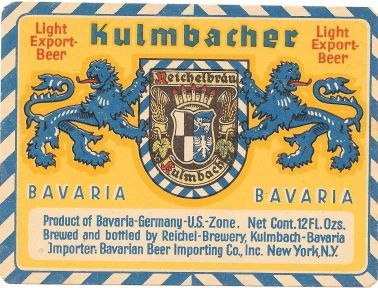 Kulmbacher
Light
Export-
Beer
Light
Export-
Beer
Reichelbräu
Kulmbach
BAVARIA
BAVARIA
Product of Bavaria-Germany-U.S.-Zone. Net Cont. 12 FL. Ozs.
Brewed and bottled by Reichel-Brewery, Kulmbach-Bavaria
Importer: Bavarian Beer Importing Co., Inc. New York, N.Y.